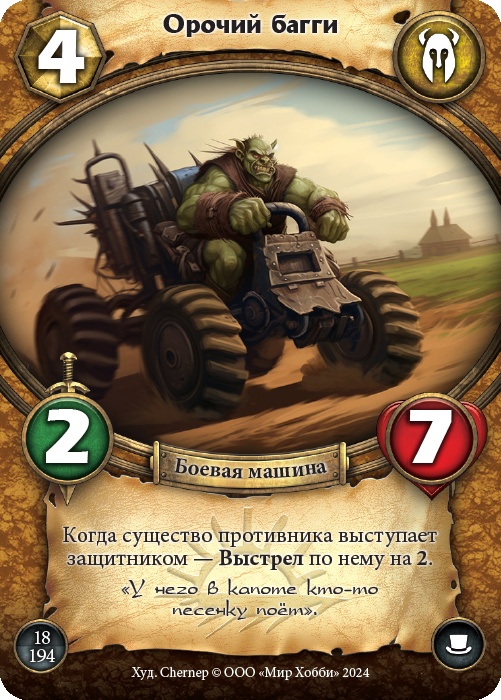 Орочий багги
4
2
7
Боевая машина
Когда существо противника выступает
защитником — Выстрел по нему на 2.
«У него в капоте кто-то
песенку поёт».
18
194
Худ. Chernep © ООО «Мир Хобби» 2024